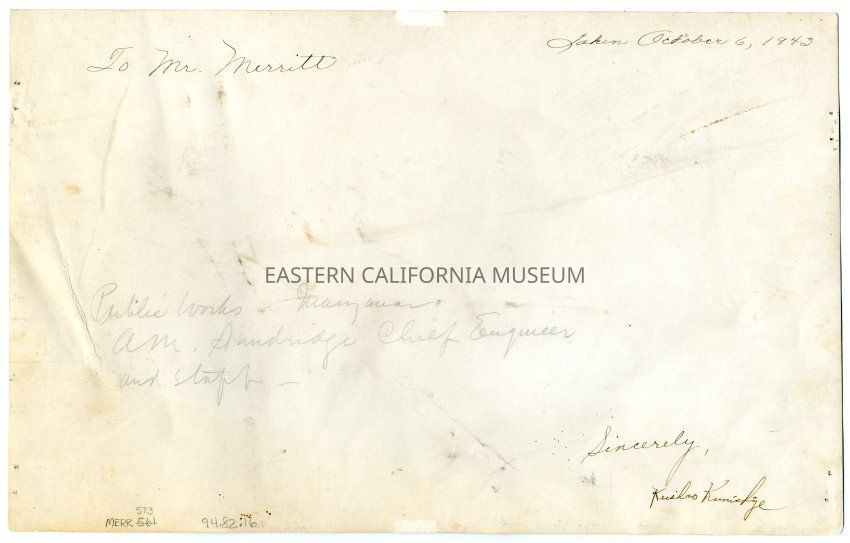 To Mr. Merritt
Taken October 6, 1943
EASTERN CALIFORNIA MUSEUM
Public Works - Manzanar
A.M. Sandridge Chief Engineer
and staff -
Sincerely,
573
MERR 561
94.82.16.